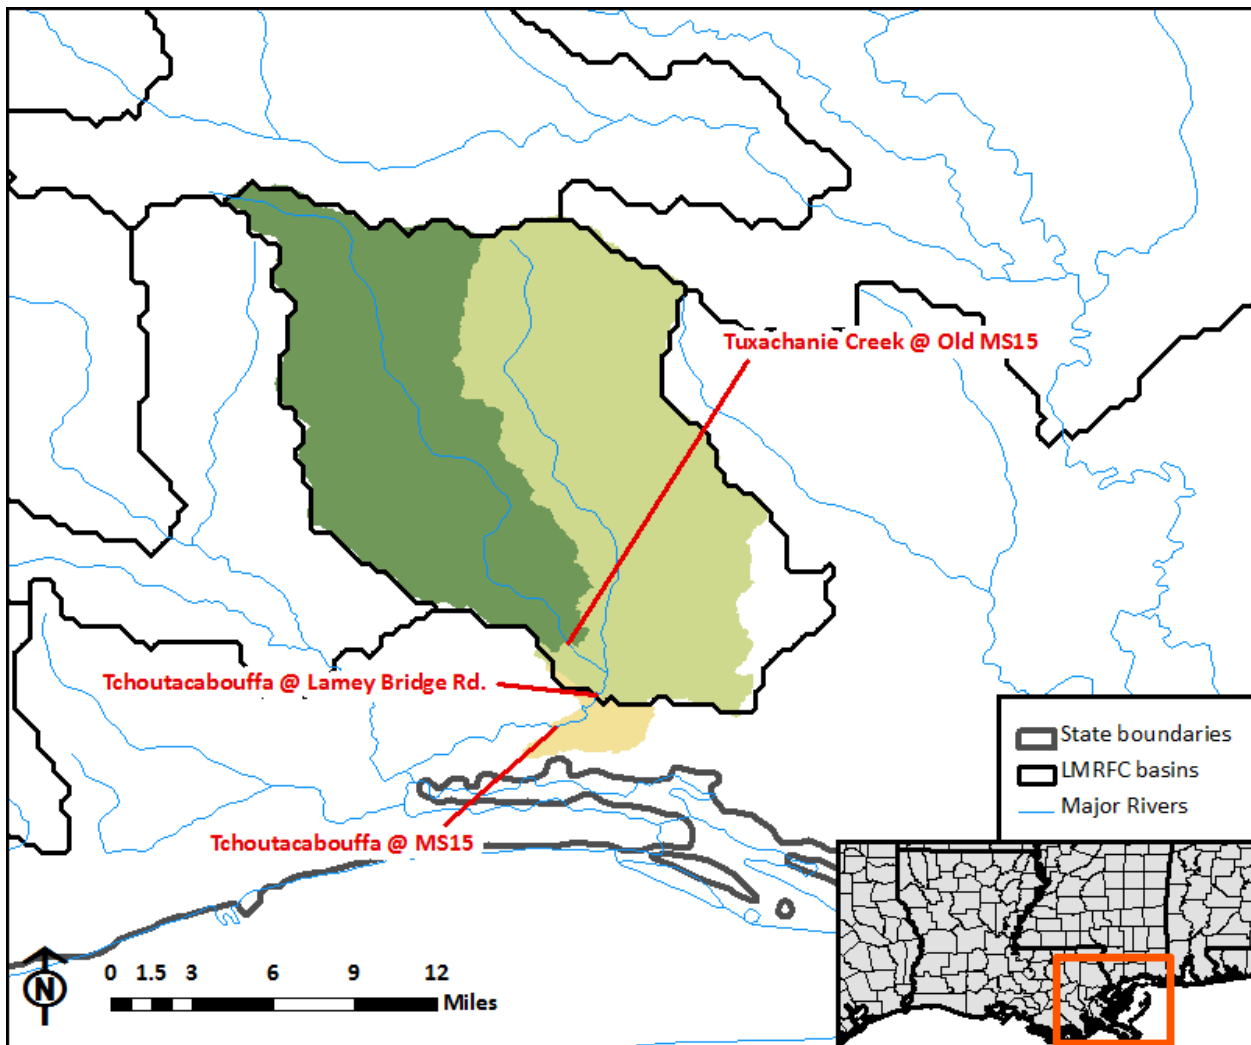 Tuxachanie Creek @ Old MS15
Tchoutacabouffa @ Lamey Bridge Rd.
State boundaries
LMRFC basins
Major Rivers
Tchoutacabouffa @ MS15
N
0 1.5 3 6 9 12
Miles